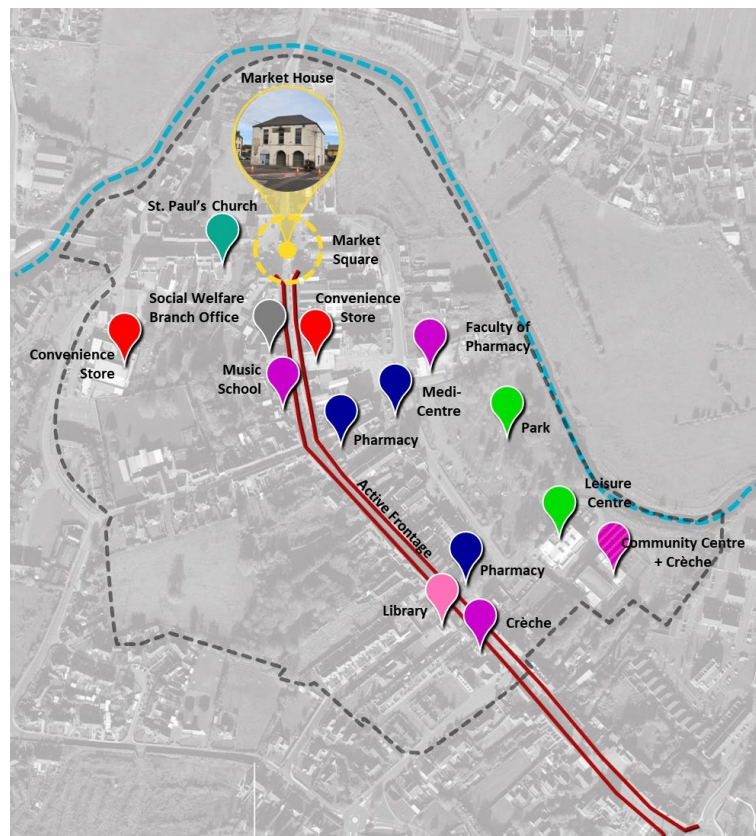 Market House
St. Paul's Church
Market
Square
Social Welfare
Branch Office
Convenience
Store
Faculty of
Pharmacy
Convenience
Store
Music
School
Medi-
Centre
Pharmacy
Park
Active Frontage
Leisure
Centre
Community Centre
+ Crèche
Pharmacy
Library
Crèche